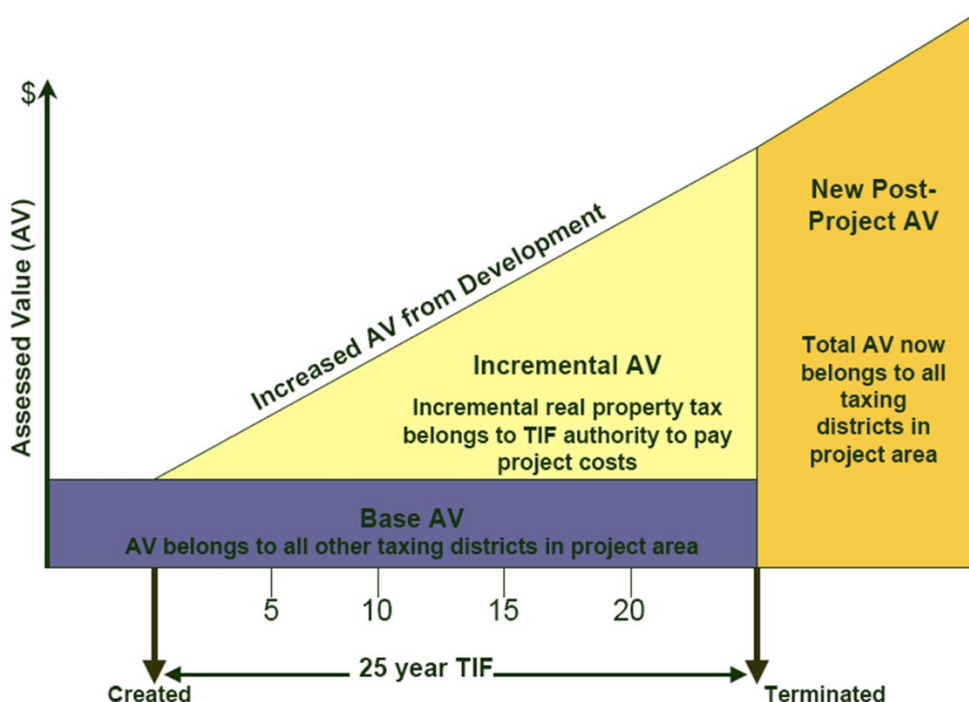 $
Assessed Value (AV)
Increased AV from Development
New Post-
Project AV
Incremental AV
Incremental real property tax
belongs to TIF authority to pay
project costs
Total AV now
belongs to all
taxing
districts in
project area
Base AV
AV belongs to all other taxing districts in project area
5 10 15 20
25 year TIF
Created
Terminated